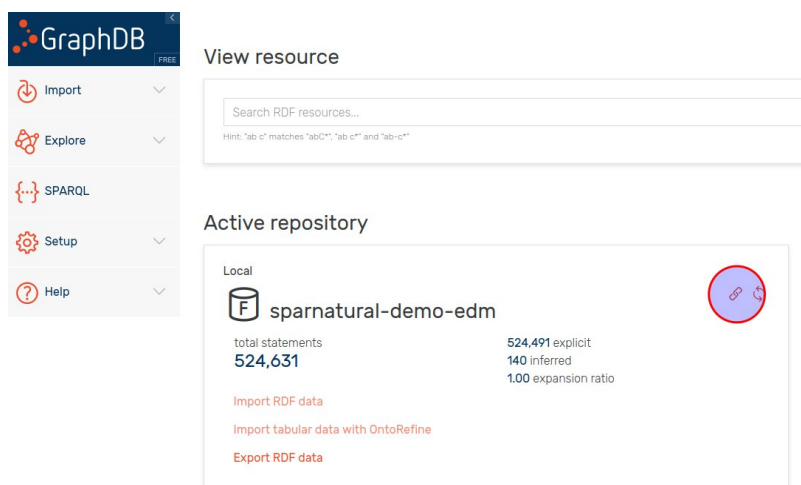 GraphDB
FREE
Import
Explore
SPARQL
Setup
Help
View resource
Search RDF resources...
Hint: "ab c" matches "abC*", "ab c*" and "ab-c*"
Active repository
Local
F sparnatural-demo-edm
total statements
524,631
524,491 explicit
140 inferred
1.00 expansion ratio
Import RDF data
Import tabular data with OntoRefine
Export RDF data